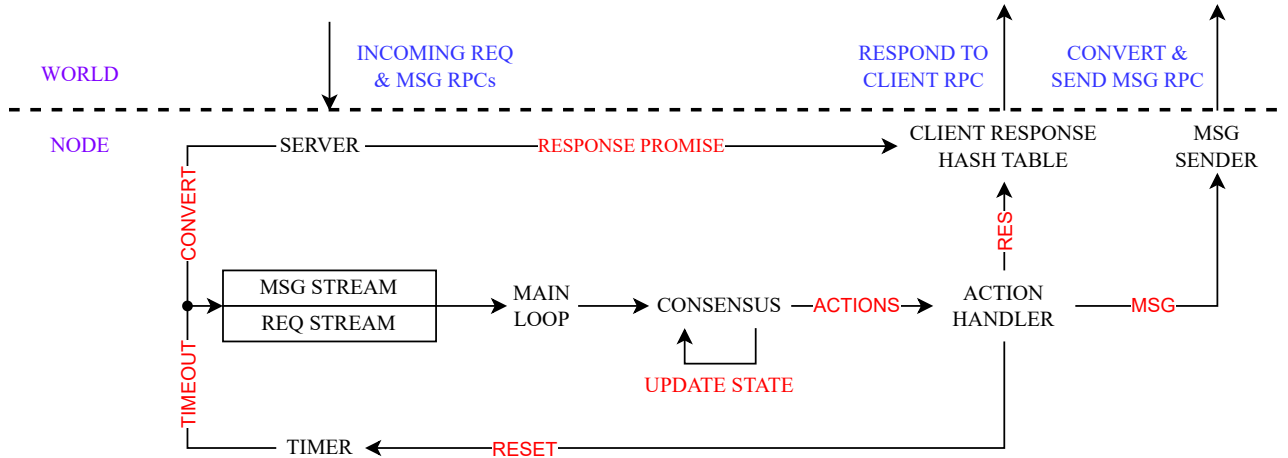 INCOMING REQ
& MSG RPCs
RESPOND TO
CLIENT RPC
CONVERT &
SEND MSG RPC
WORLD
NODE
SERVER
RESPONSE PROMISE
CLIENT RESPONSE
HASH TABLE
MSG
SENDER
CONVERT
RES
MSG STREAM
REQ STREAM
MAIN
LOOP
CONSENSUS
ACTIONS
ACTION
HANDLER
MSG
UPDATE STATE
TIMEOUT
TIMER
RESET